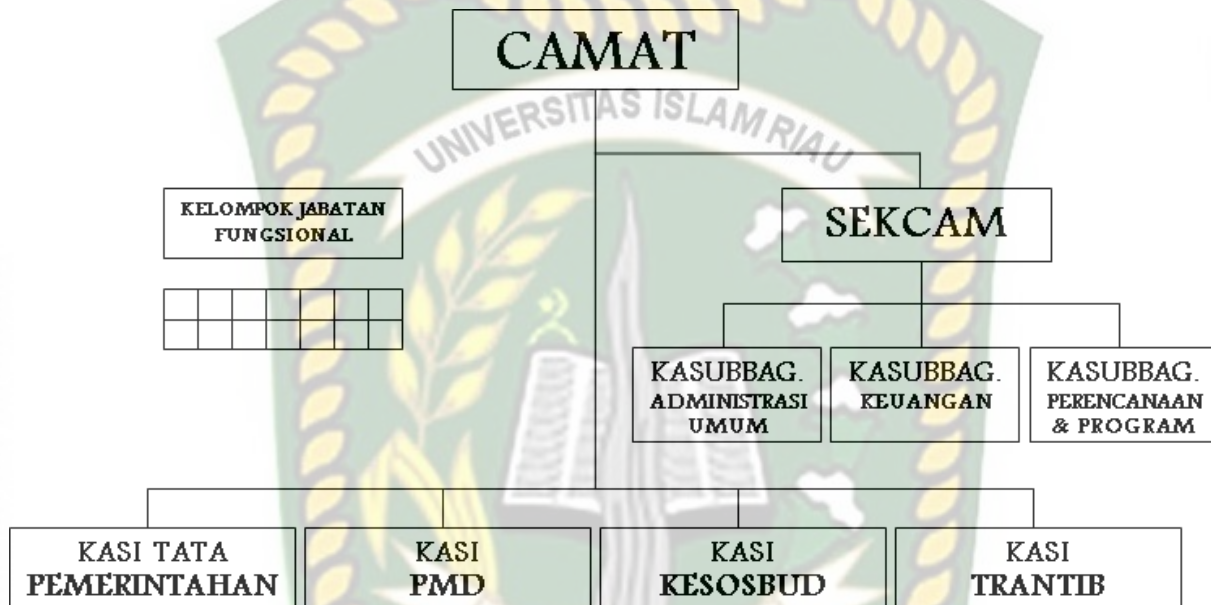 CAMAT
UNIVERSITAS ISLAM RIAU
KELOMPOK JABATAN
FUNGSIONAL
SEKCAM
KASUBBAG.
ADMINISTRASI
UMUM
KASUBBAG.
KEUANGAN
KASUBBAG.
PERENCANAAN
& PROGRAM
KASI TATA
PEMERINTAHAN
KASI
PMD
KASI
KESOSBUD
KASI
TRANTIB